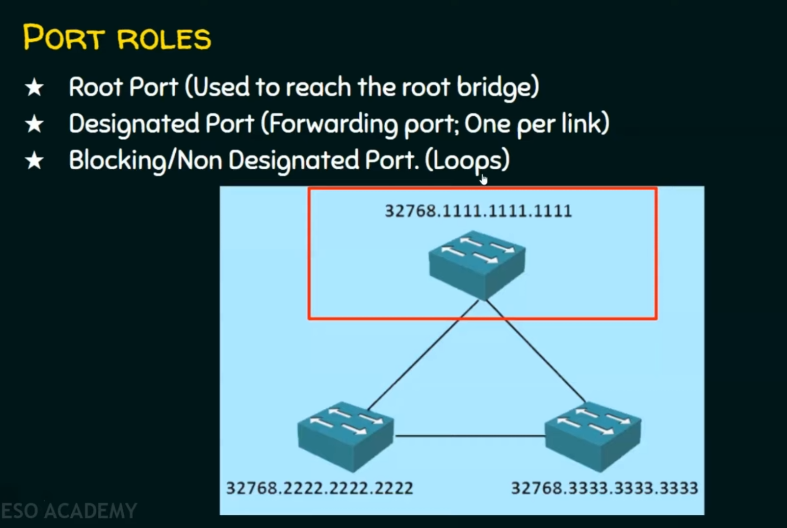 PORT ROLES
★ Root Port (Used to reach the root bridge)
★ Designated Port (Forwarding port; One per link)
★ Blocking/Non Designated Port. (Loops)
32768.1111.1111.1111
32768.2222.2222.2222
32768.3333.3333.3333
ESO ACADEMY